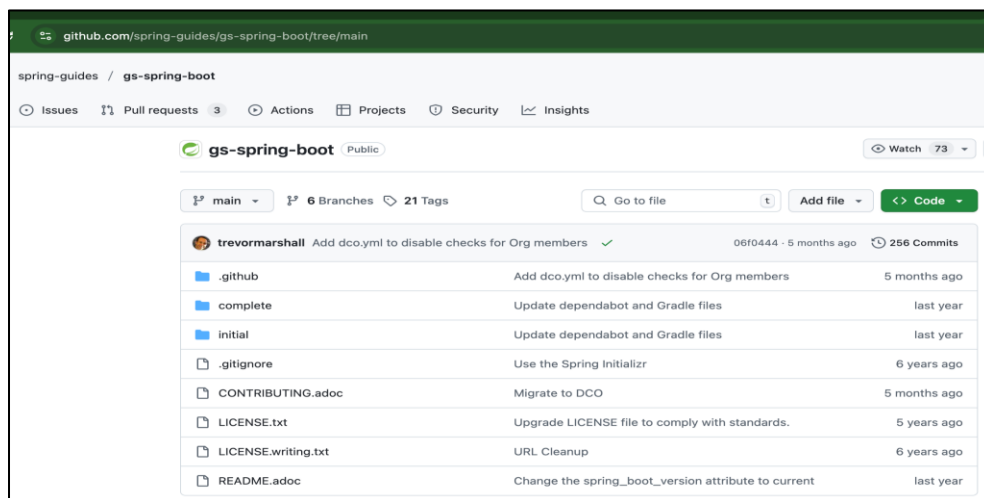 github.com/spring-guides/gs-spring-boot/tree/main
spring-guides / gs-spring-boot
Issues Pull requests 3 Actions Projects Security Insights
gs-spring-boot Public Watch 73
main 6 Branches 21 Tags Go to file t Add file <> Code
trevormarshall Add dco.yml to disable checks for Org members 06f0444 · 5 months ago 256 Commits
.github Add dco.yml to disable checks for Org members 5 months ago
complete Update dependabot and Gradle files last year
initial Update dependabot and Gradle files last year
.gitignore Use the Spring Initializr 6 years ago
CONTRIBUTING.adoc Migrate to DCO 5 months ago
LICENSE.txt Upgrade LICENSE file to comply with standards. 5 years ago
LICENSE.writing.txt URL Cleanup 6 years ago
README.adoc Change the spring_boot_version attribute to current last year